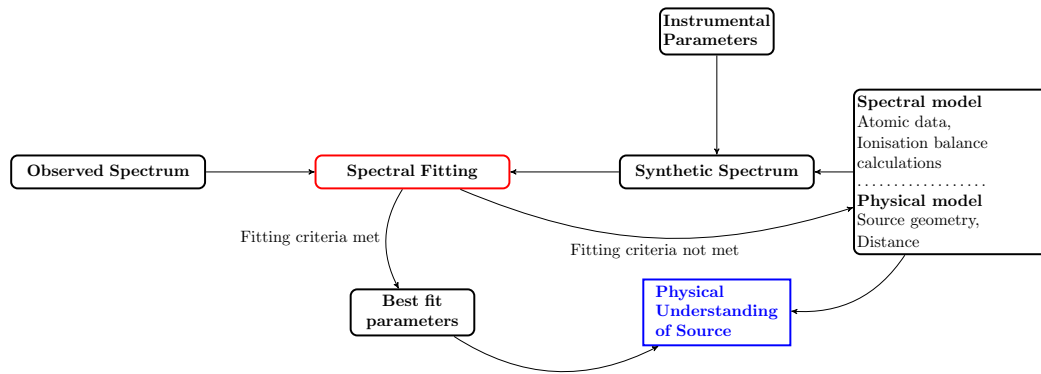 Instrumental
Parameters
Spectral model
Atomic data,
Ionisation balance
calculations
..................
Physical model
Source geometry,
Distance
Observed Spectrum
Spectral Fitting
Synthetic Spectrum
Fitting criteria met
Fitting criteria not met
Best fit
parameters
Physical
Understanding
of Source